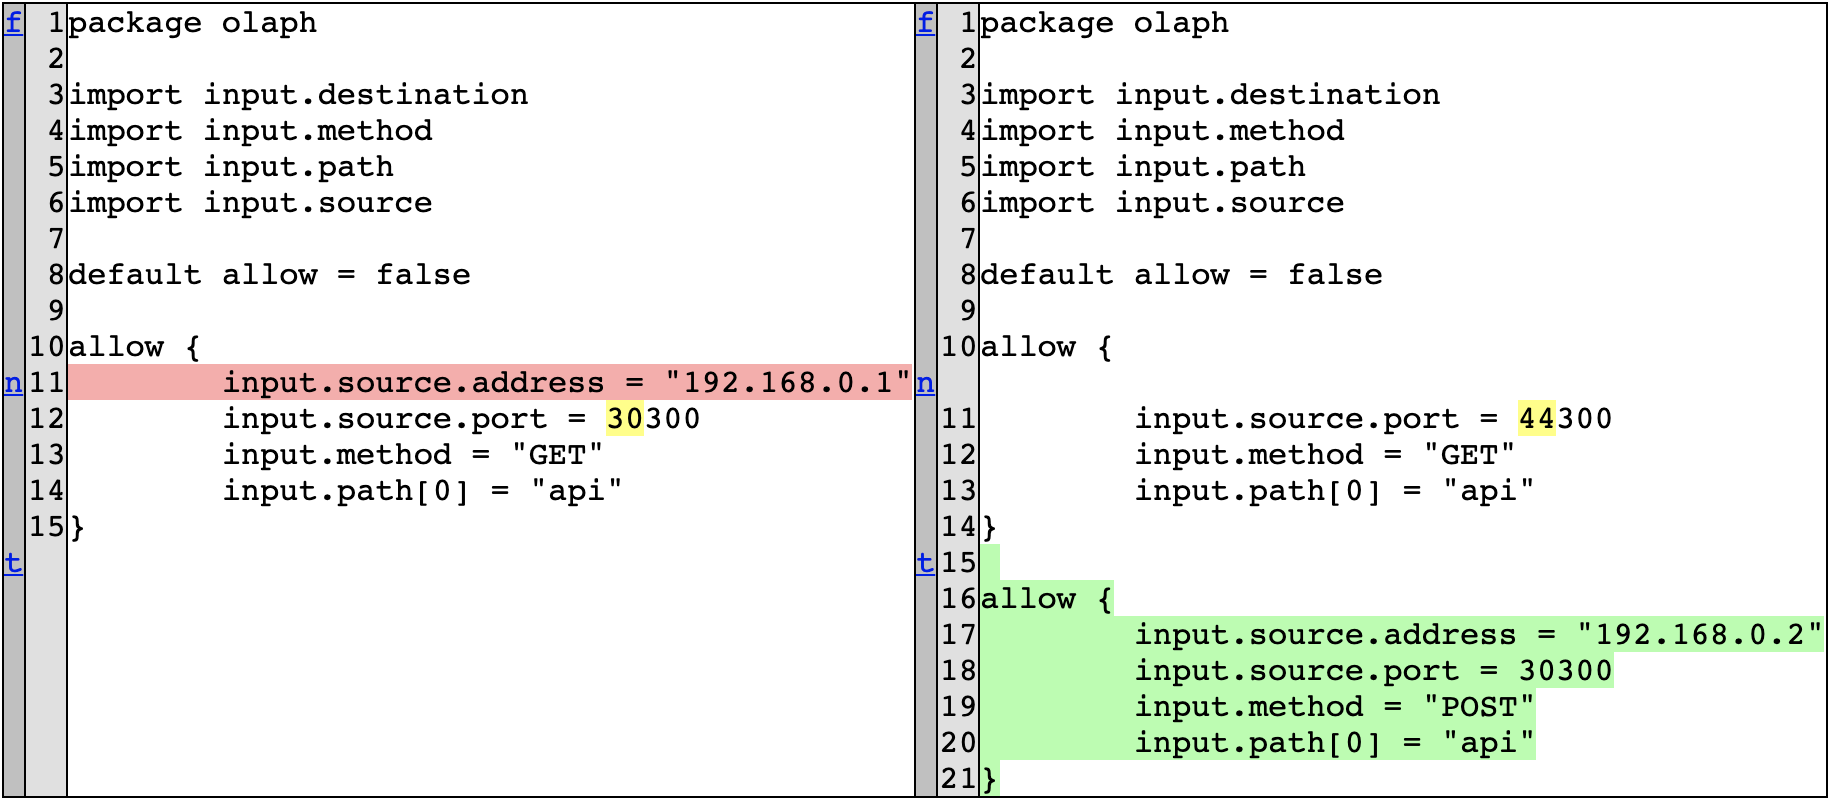 f 1 package olaph
2
3 import input.destination
4 import input.method
5 import input.path
6 import input.source
7
8 default allow = false
9
10 allow {
n 11         input.source.address = "192.168.0.1"
12         input.source.port = 30300
13         input.method = "GET"
14         input.path[0] = "api"
15 }
t
f 1 package olaph
2
3 import input.destination
4 import input.method
5 import input.path
6 import input.source
7
8 default allow = false
9
10 allow {
n
11         input.source.port = 44300
12         input.method = "GET"
13         input.path[0] = "api"
14 }
t 15
16 allow {
17         input.source.address = "192.168.0.2"
18         input.source.port = 30300
19         input.method = "POST"
20         input.path[0] = "api"
21 }